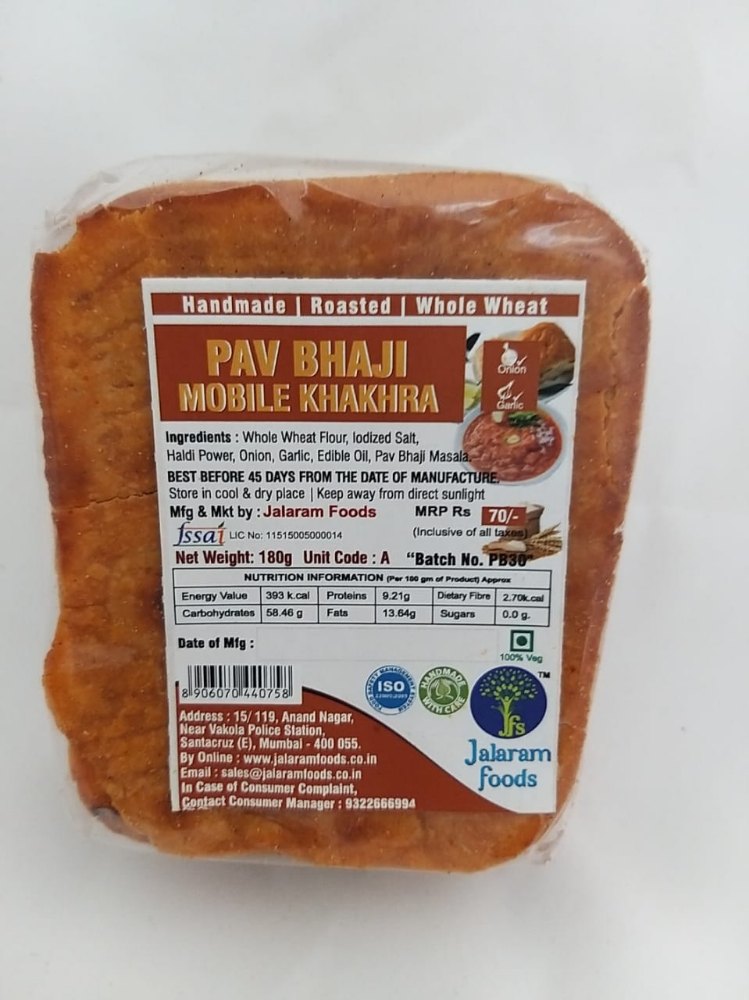 Handmade | Roasted | Whole Wheat
PAV BHAJI
MOBILE KHAKHRA
Onion
Garlic
Ingredients : Whole Wheat Flour, Iodized Salt,
Haldi Power, Onion, Garlic, Edible Oil, Pav Bhaji Masala.
BEST BEFORE 45 DAYS FROM THE DATE OF MANUFACTURE.
Store in cool & dry place | Keep away from direct sunlight
Mfg & Mkt by : Jalaram Foods MRP Rs 70/-
fssai LIC No: 11515005000014 (Inclusive of all taxes)
Net Weight: 180g Unit Code : A "Batch No. PB30"
NUTRITION INFORMATION (Per 100 gm of Product) Approx
Energy Value 393 k.cal Proteins 9.21g Dietary Fibre 2.70k.cal
Carbohydrates 58.46 g Fats 13.64g Sugars 0.0 g.
Date of Mfg :
100% Veg
8 906070 440758
ISO
HANDMADE
WITH CARE
TM
jfs
Jalaram
foods
Address : 15/ 119, Anand Nagar,
Near Vakola Police Station,
Santacruz (E), Mumbai - 400 055.
By Online : www.jalaramfoods.co.in
Email : sales@jalaramfoods.co.in
In Case of Consumer Complaint,
Contact Consumer Manager : 9322666994